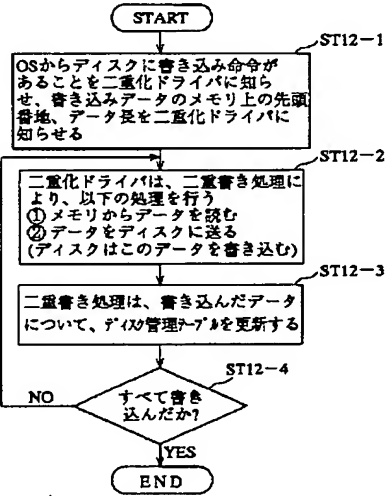 START
ST12-1
OSからディスクに書き込み命令が
あることを二重化ドライバに知ら
せ、書き込みデータのメモリ上の先頭
番地、データ長を二重化ドライバに
知らせる
ST12-2
二重化ドライバは、二重書き処理に
より、以下の処理を行う
①メモリからデータを読む
②データをディスクに送る
(ディスクはこのデータを書き込む)
ST12-3
二重書き処理は、書き込んだデータ
について、ディスク管理テーブルを更新する
ST12-4
NO
すべて書き
込んだか?
YES
END